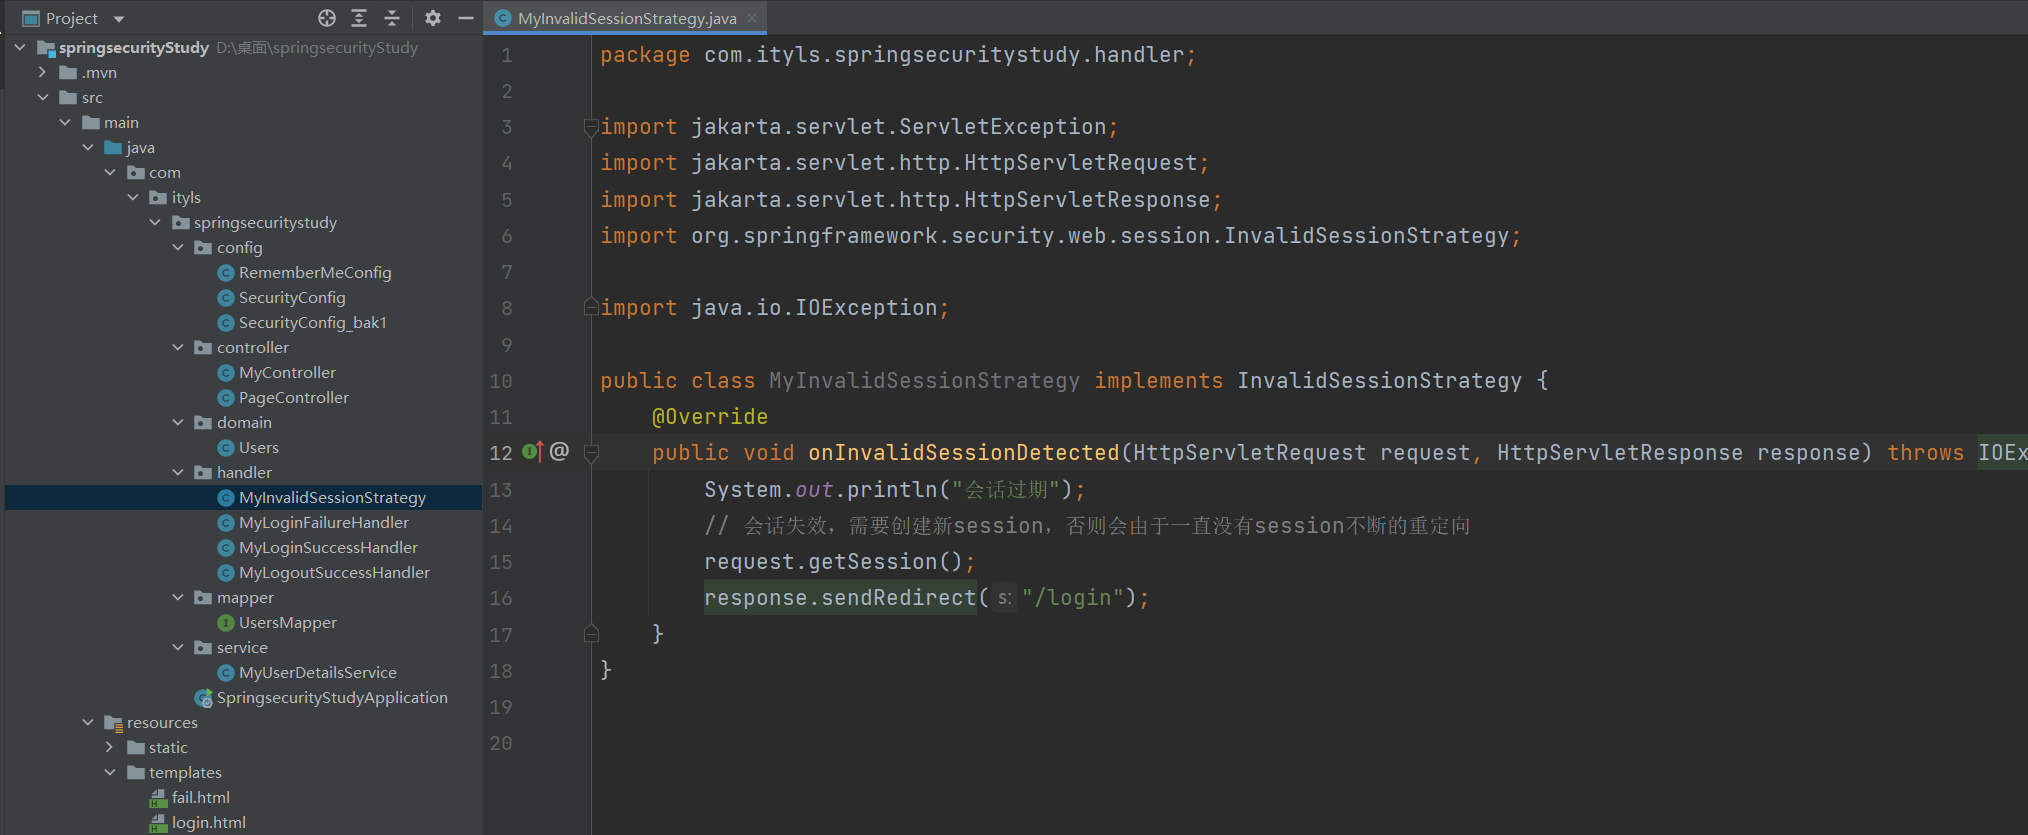 Project
springsecurityStudy D:\桌面\springsecurityStudy
.mvn
src
main
java
com
ityls
springsecuritystudy
config
RememberMeConfig
SecurityConfig
SecurityConfig_bak1
controller
MyController
PageController
domain
Users
handler
MyInvalidSessionStrategy
MyLoginFailureHandler
MyLoginSuccessHandler
MyLogoutSuccessHandler
mapper
UsersMapper
service
MyUserDetailsService
SpringsecurityStudyApplication
resources
static
templates
fail.html
login.html
MyInvalidSessionStrategy.java
1 package com.ityls.springsecuritystudy.handler;
2
3 import jakarta.servlet.ServletException;
4 import jakarta.servlet.http.HttpServletRequest;
5 import jakarta.servlet.http.HttpServletResponse;
6 import org.springframework.security.web.session.InvalidSessionStrategy;
7
8 import java.io.IOException;
9
10 public class MyInvalidSessionStrategy implements InvalidSessionStrategy {
11 @Override
12 @ public void onInvalidSessionDetected(HttpServletRequest request, HttpServletResponse response) throws IOEx
13 System.out.println("会话过期");
14 // 会话失效，需要创建新session，否则会由于一直没有session不断的重定向
15 request.getSession();
16 response.sendRedirect( s: "/login");
17 }
18 }
19
20